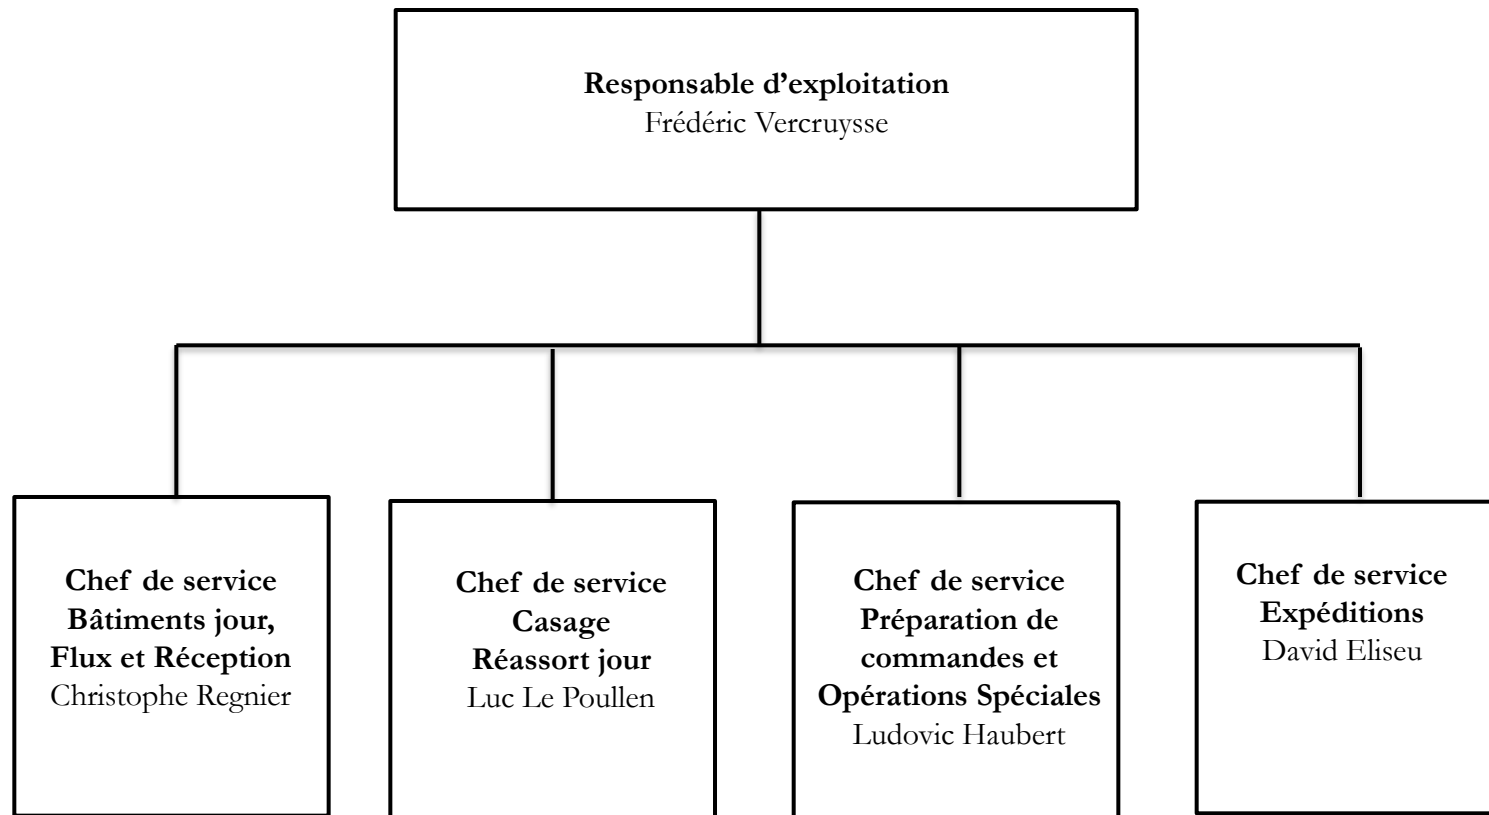 Responsable d’exploitation
Frédéric Vercruysse
Chef de service
Bâtiments jour,
Flux et Réception
Christophe Regnier
Chef de service
Casage
Réassort jour
Luc Le Poullen
Chef de service
Préparation de
commandes et
Opérations Spéciales
Ludovic Haubert
Chef de service
Expéditions
David Eliseu